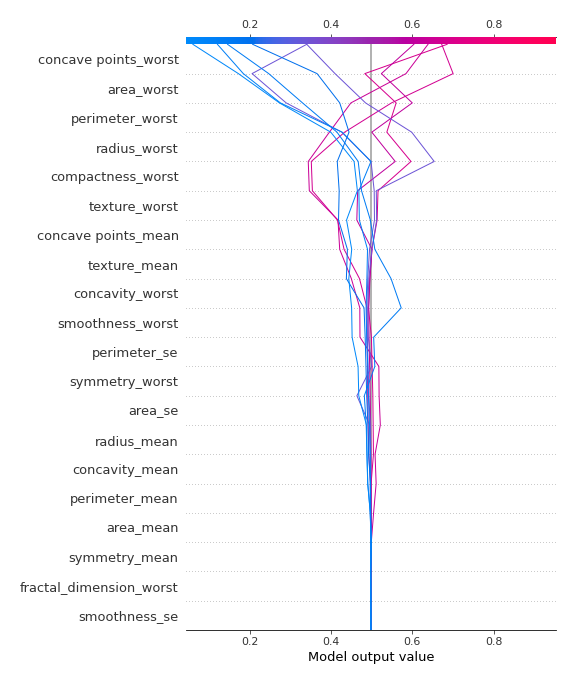 0.2 0.4 0.6 0.8
concave points_worst
area_worst
perimeter_worst
radius_worst
compactness_worst
texture_worst
concave points_mean
texture_mean
concavity_worst
smoothness_worst
perimeter_se
symmetry_worst
area_se
radius_mean
concavity_mean
perimeter_mean
area_mean
symmetry_mean
fractal_dimension_worst
smoothness_se
0.2 0.4 0.6 0.8
Model output value